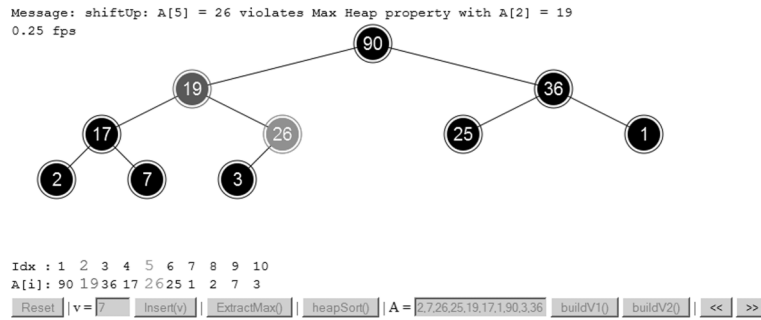 Message: shiftUp: A[5] = 26 violates Max Heap property with A[2] = 19
0.25 fps
90
19 36
17 26 25 1
2 7 3
Idx : 1 2 3 4 5 6 7 8 9 10
A[i]: 90 19 36 17 26 25 1 2 7 3
Reset | v = 7 Insert(v) | ExtractMax() | heapSort() | A = 2,7,26,25,19,17,1,90,3,36 buildV1() buildV2() | << >>